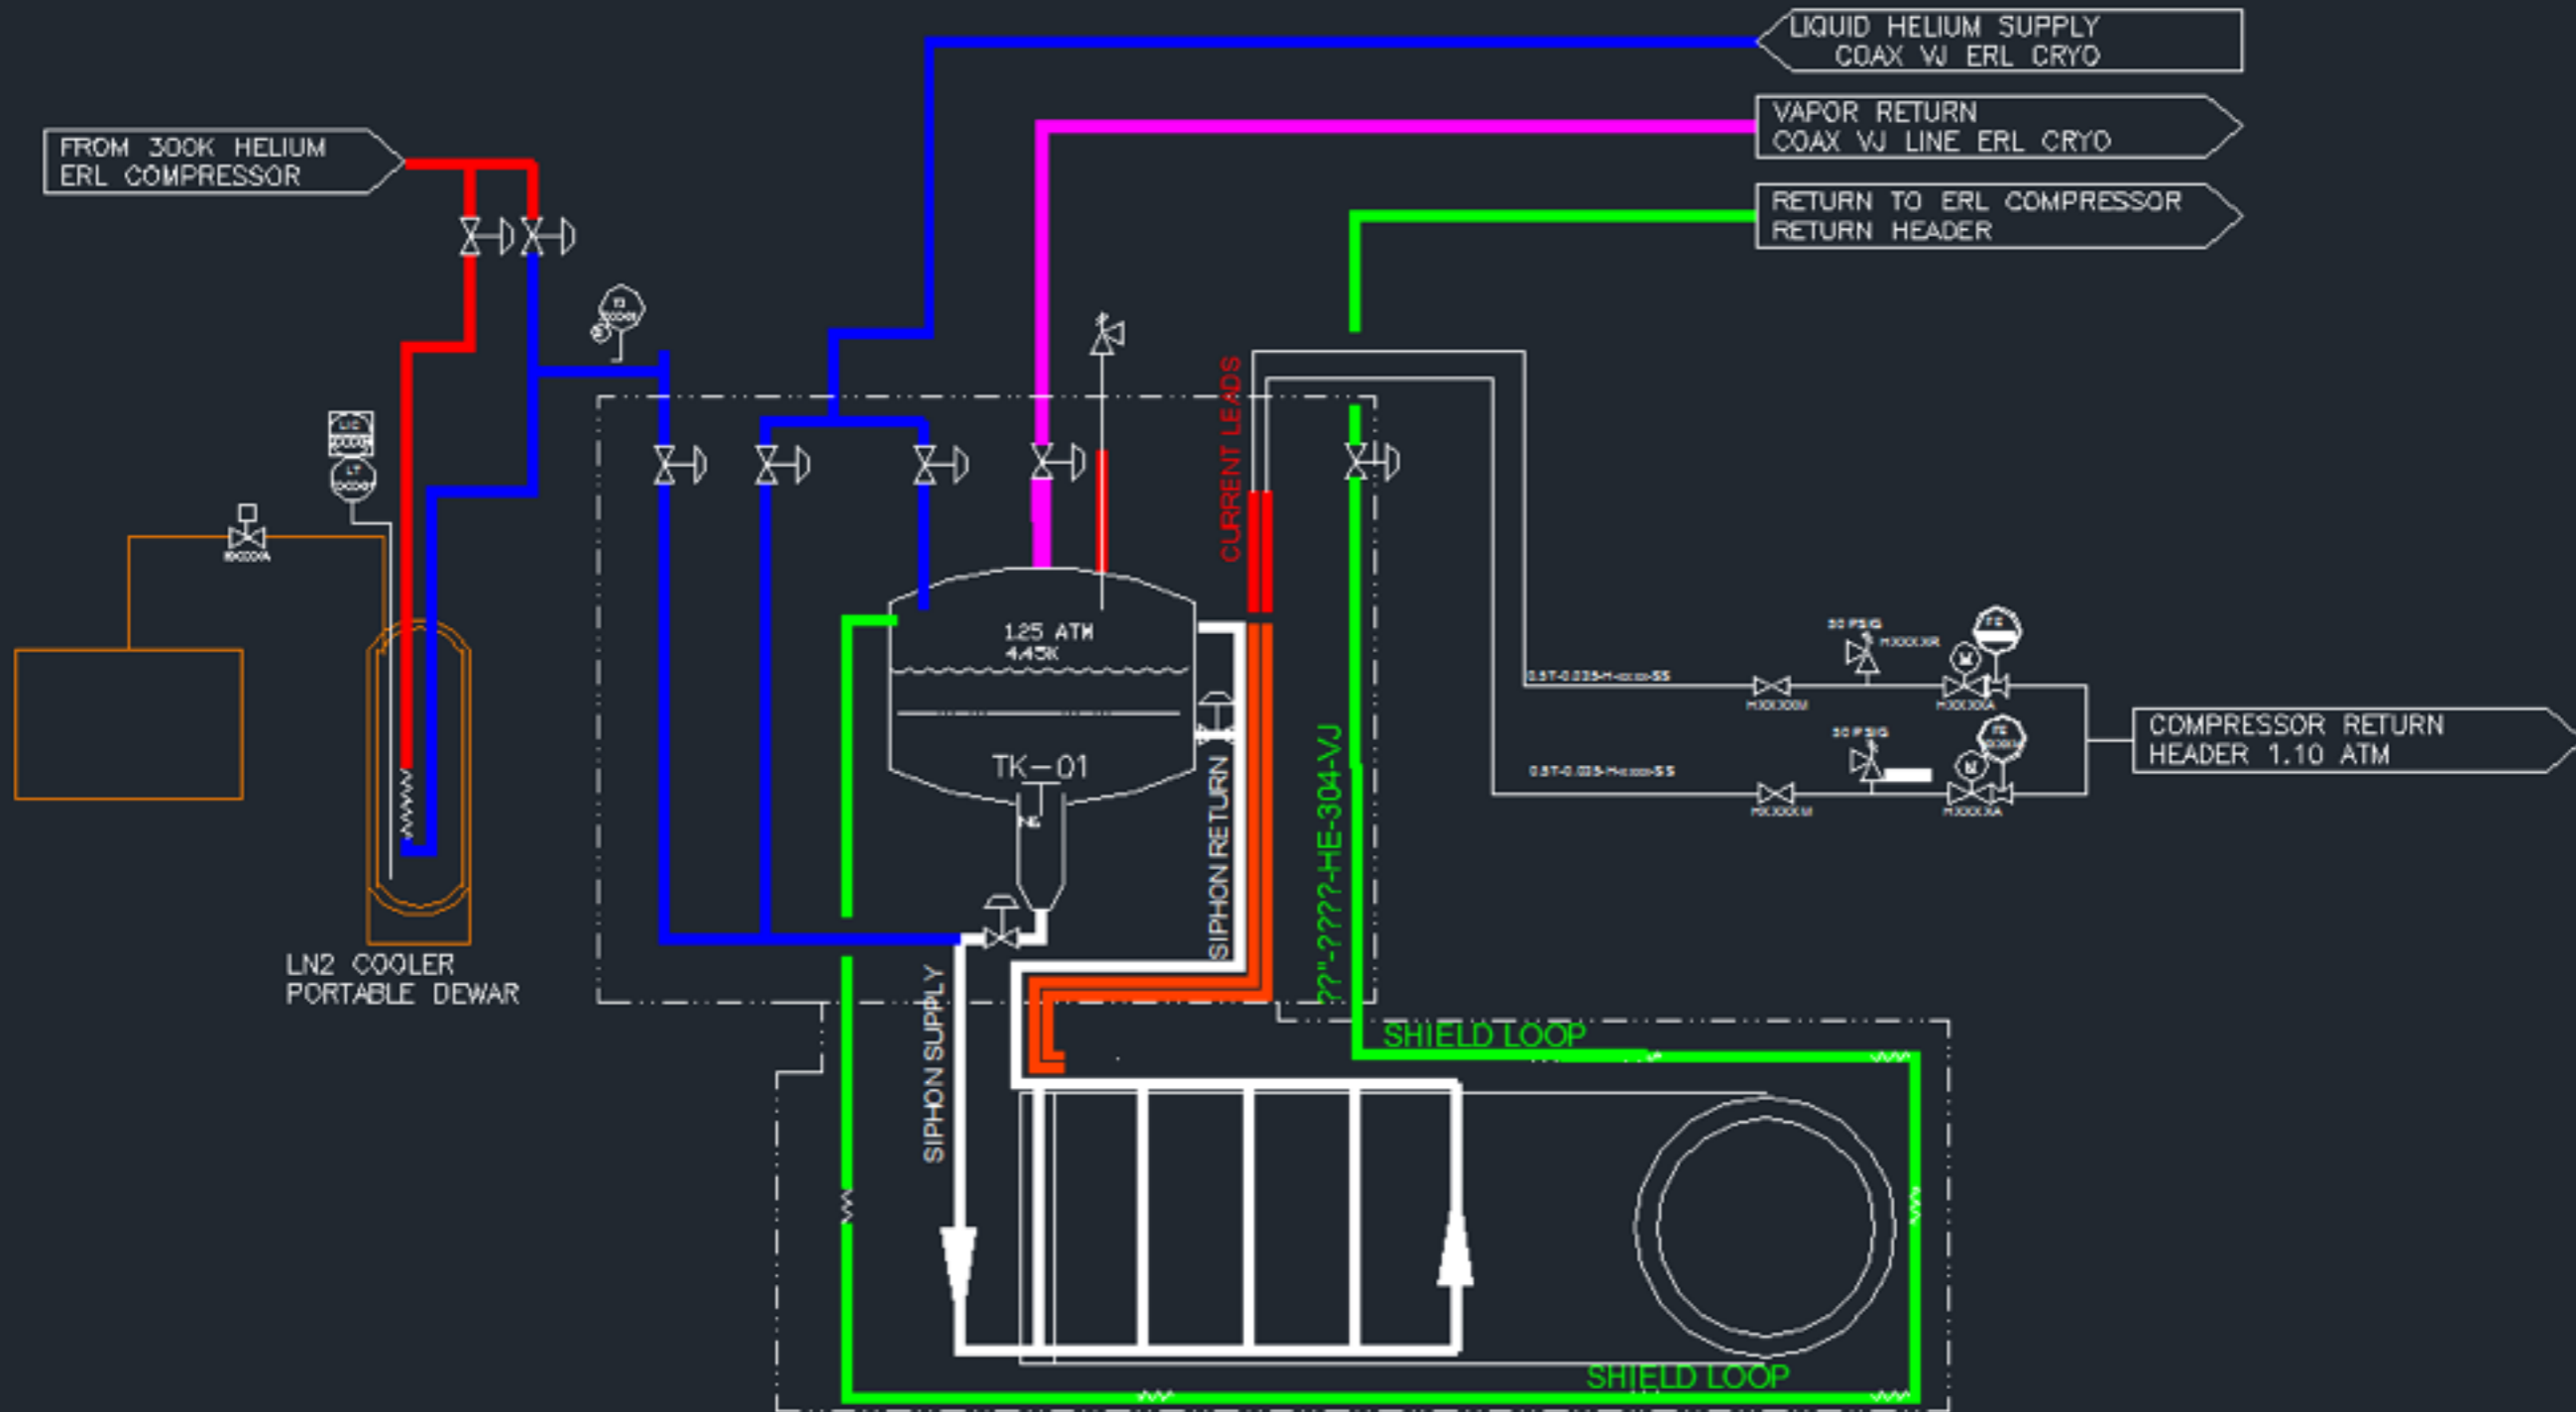 LIQUID HELIUM SUPPLY
COAX VJ ERL CRYO
VAPOR RETURN
COAX VJ LINE ERL CRYO
FROM 300K HELIUM
ERL COMPRESSOR
RETURN TO ERL COMPRESSOR
RETURN HEADER
CURRENT LEADS
LT
1.25 ATM
4.45K
TK-01
SIPHON RETURN
??"-?????-HE-304-VJ
30 PSIG
30 PSIG
M
M
COMPRESSOR RETURN
HEADER 1.10 ATM
LN2 COOLER
PORTABLE DEWAR
SIPHON SUPPLY
SHIELD LOOP
SHIELD LOOP